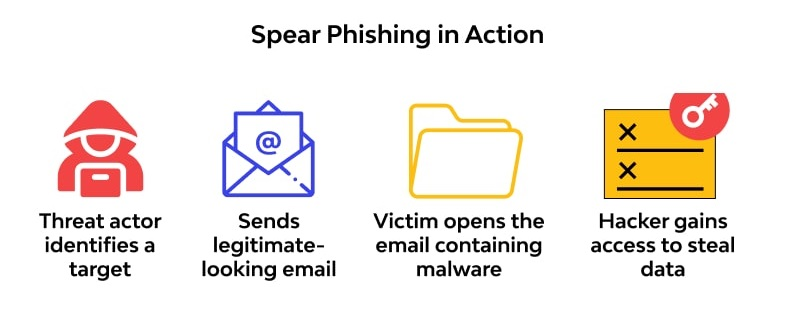 Spear Phishing in Action
@
Threat actor
identifies a
target
Sends
legitimate-
looking email
Victim opens the
email containing
malware
Hacker gains
access to steal
data